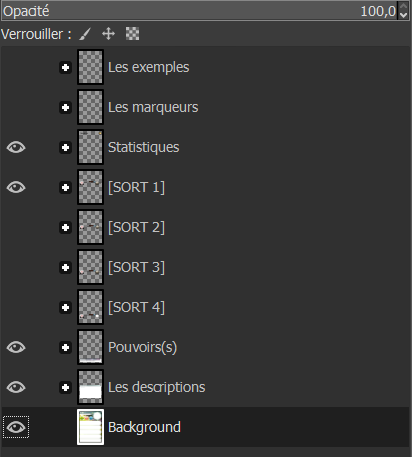 Opacité 100,0
Verrouiller :
Les exemples
Les marqueurs
Statistiques
[SORT 1]
[SORT 2]
[SORT 3]
[SORT 4]
Pouvoirs(s)
Les descriptions
Background